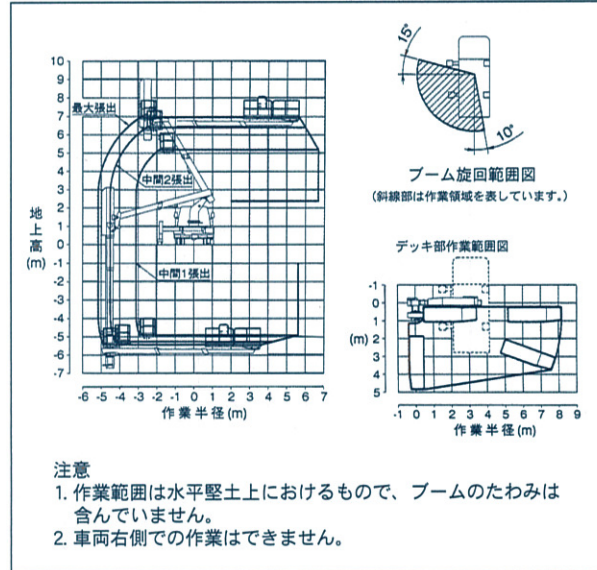 10
9
8
7
6
5
4
3
2
1
0
-1
-2
-3
-4
-5
-6
-7
地上高
(m)
最大張出
中間2張出
中間1張出
-6 -5 -4 -3 -2 -1 0 1 2 3 4 5 6 7
作業半径(m)
15°
10°
ブーム旋回範囲図
(斜線部は作業領域を表しています。)
デッキ部作業範囲図
-1
0
1
2
3
4
5
(m)
-1 0 1 2 3 4 5 6 7 8 9
作業半径(m)
注意
1. 作業範囲は水平堅土上におけるもので、ブームのたわみは
含んでいません。
2. 車両右側での作業はできません。